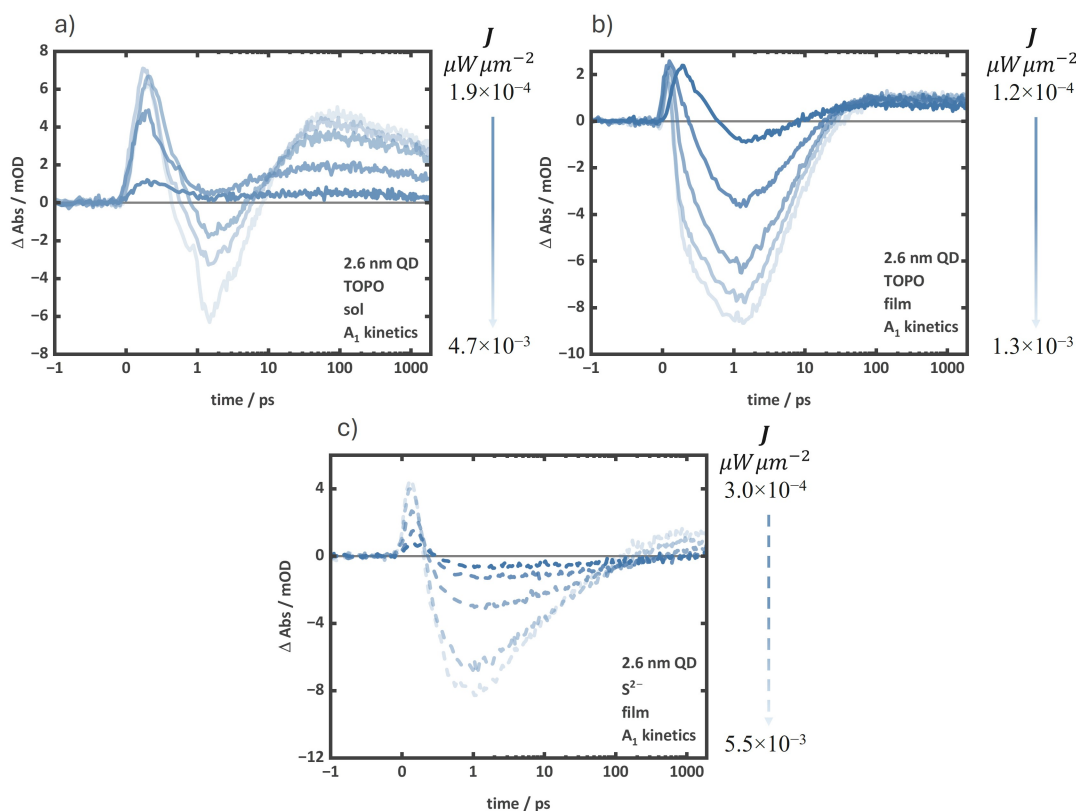 a)
8
6
4
2
0
−2
−4
−6
−8
Δ Abs / mOD
2.6 nm QD
TOPO
sol
A₁ kinetics
−1 0 1 10 100 1000
time / ps
J
μW μm⁻²
1.9×10⁻⁴
4.7×10⁻³
b)
2
0
−2
−4
−6
−8
−10
Δ Abs / mOD
2.6 nm QD
TOPO
film
A₁ kinetics
−1 0 1 10 100 1000
time / ps
J
μW μm⁻²
1.2×10⁻⁴
1.3×10⁻³
c)
4
0
−4
−8
−12
Δ Abs / mOD
2.6 nm QD
S²⁻
film
A₁ kinetics
−1 0 1 10 100 1000
time / ps
J
μW μm⁻²
3.0×10⁻⁴
5.5×10⁻³